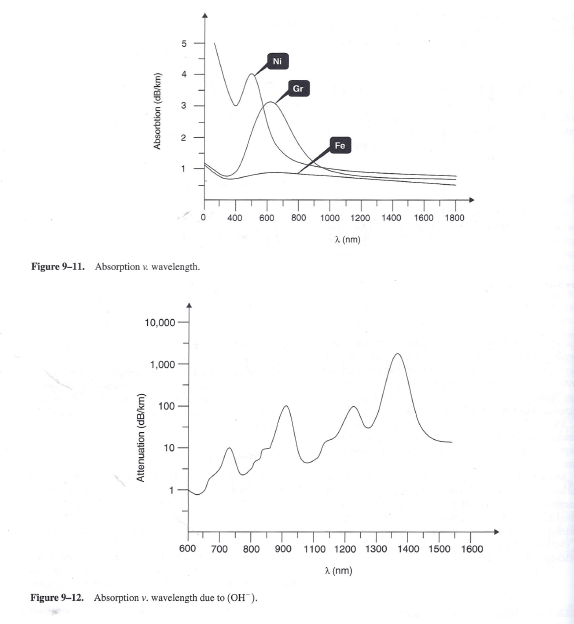 5
Ni
4
Gr
3
Absorbtion (dB/km)
2
Fe
1
0 400 600 800 1000 1200 1400 1600 1800
λ (nm)
Figure 9–11. Absorption v. wavelength.
10,000
1,000
100
Attenuation (dB/km)
10
1
600 700 800 900 1100 1200 1300 1400 1500 1600
λ (nm)
Figure 9–12. Absorption v. wavelength due to (OH⁻).